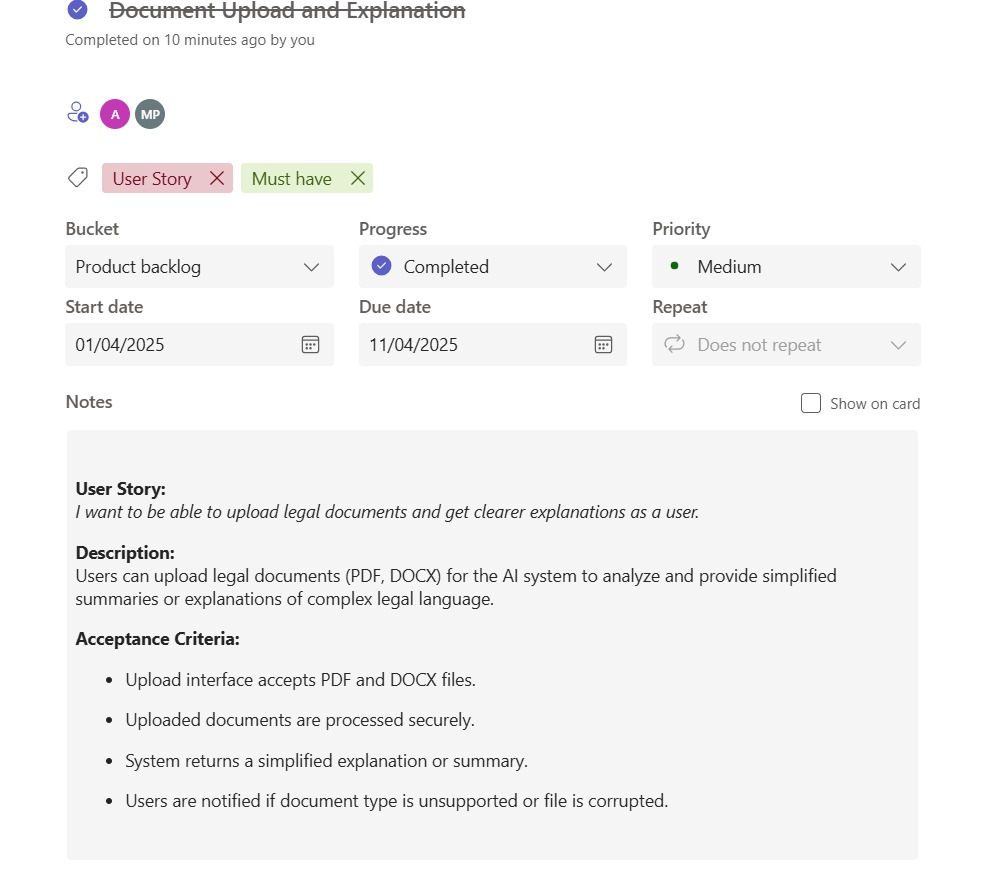 Document Upload and Explanation
Completed on 10 minutes ago by you
A MP
User Story Must have
Bucket Progress Priority
Product backlog Completed Medium
Start date Due date Repeat
01/04/2025 11/04/2025 Does not repeat
Notes Show on card
User Story:
I want to be able to upload legal documents and get clearer explanations as a user.
Description:
Users can upload legal documents (PDF, DOCX) for the AI system to analyze and provide simplified
summaries or explanations of complex legal language.
Acceptance Criteria:
• Upload interface accepts PDF and DOCX files.
• Uploaded documents are processed securely.
• System returns a simplified explanation or summary.
• Users are notified if document type is unsupported or file is corrupted.